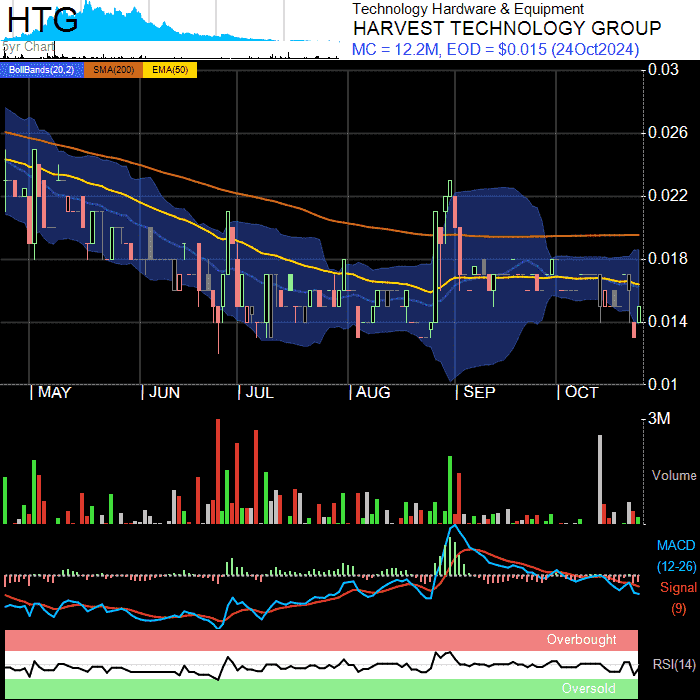 HTG
Technology Hardware & Equipment
HARVEST TECHNOLOGY GROUP
MC = 12.2M, EOD = $0.015 (24Oct2024)
5yr Chart
BollBands(20,2) SMA(200) EMA(50)
0.03
0.026
0.022
0.018
0.014
0.01
MAY JUN JUL AUG SEP OCT
3M
Volume
MACD
(12-26)
Signal
(9)
Overbought
RSI(14)
Oversold